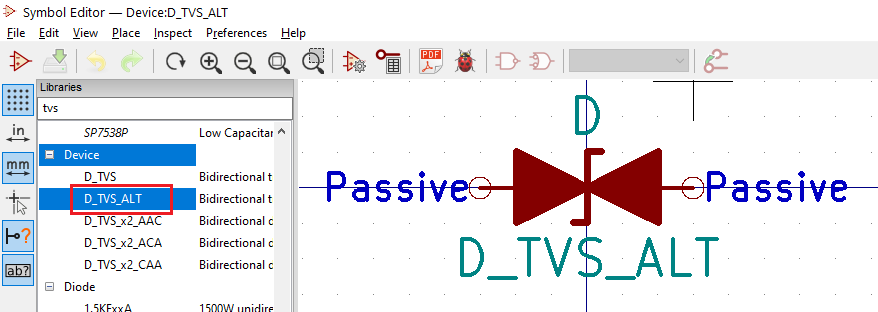 Symbol Editor — Device:D_TVS_ALT
File Edit View Place Inspect Preferences Help
PDF
Libraries
in
tvs
mm
SP7538P Low Capacitan
Device
D_TVS Bidirectional t
D_TVS_ALT Bidirectional t
D_TVS_x2_AAC Bidirectional d
D_TVS_x2_ACA Bidirectional d
D_TVS_x2_CAA Bidirectional d
Diode
1.5KExxA 1500W unidire
?
ab?
D
Passive Passive
D_TVS_ALT